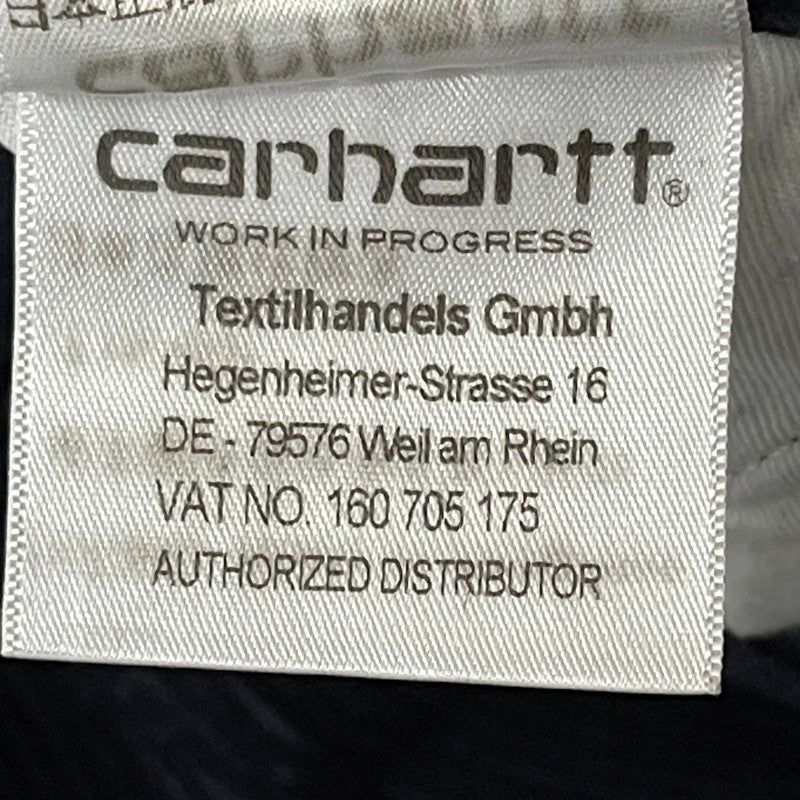 carhartt®
WORK IN PROGRESS
Textilhandels Gmbh
Hegenheimer-Strasse 16
DE - 79576 Weil am Rhein
VAT NO. 160 705 175
AUTHORIZED DISTRIBUTOR